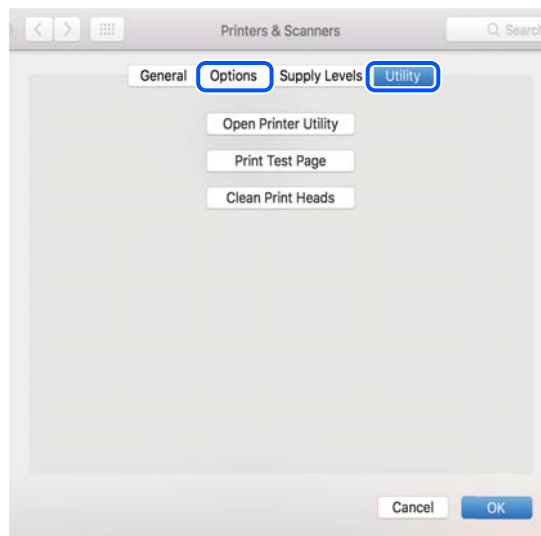 Printers & Scanners
Search
General Options Supply Levels Utility
Open Printer Utility
Print Test Page
Clean Print Heads
Cancel OK